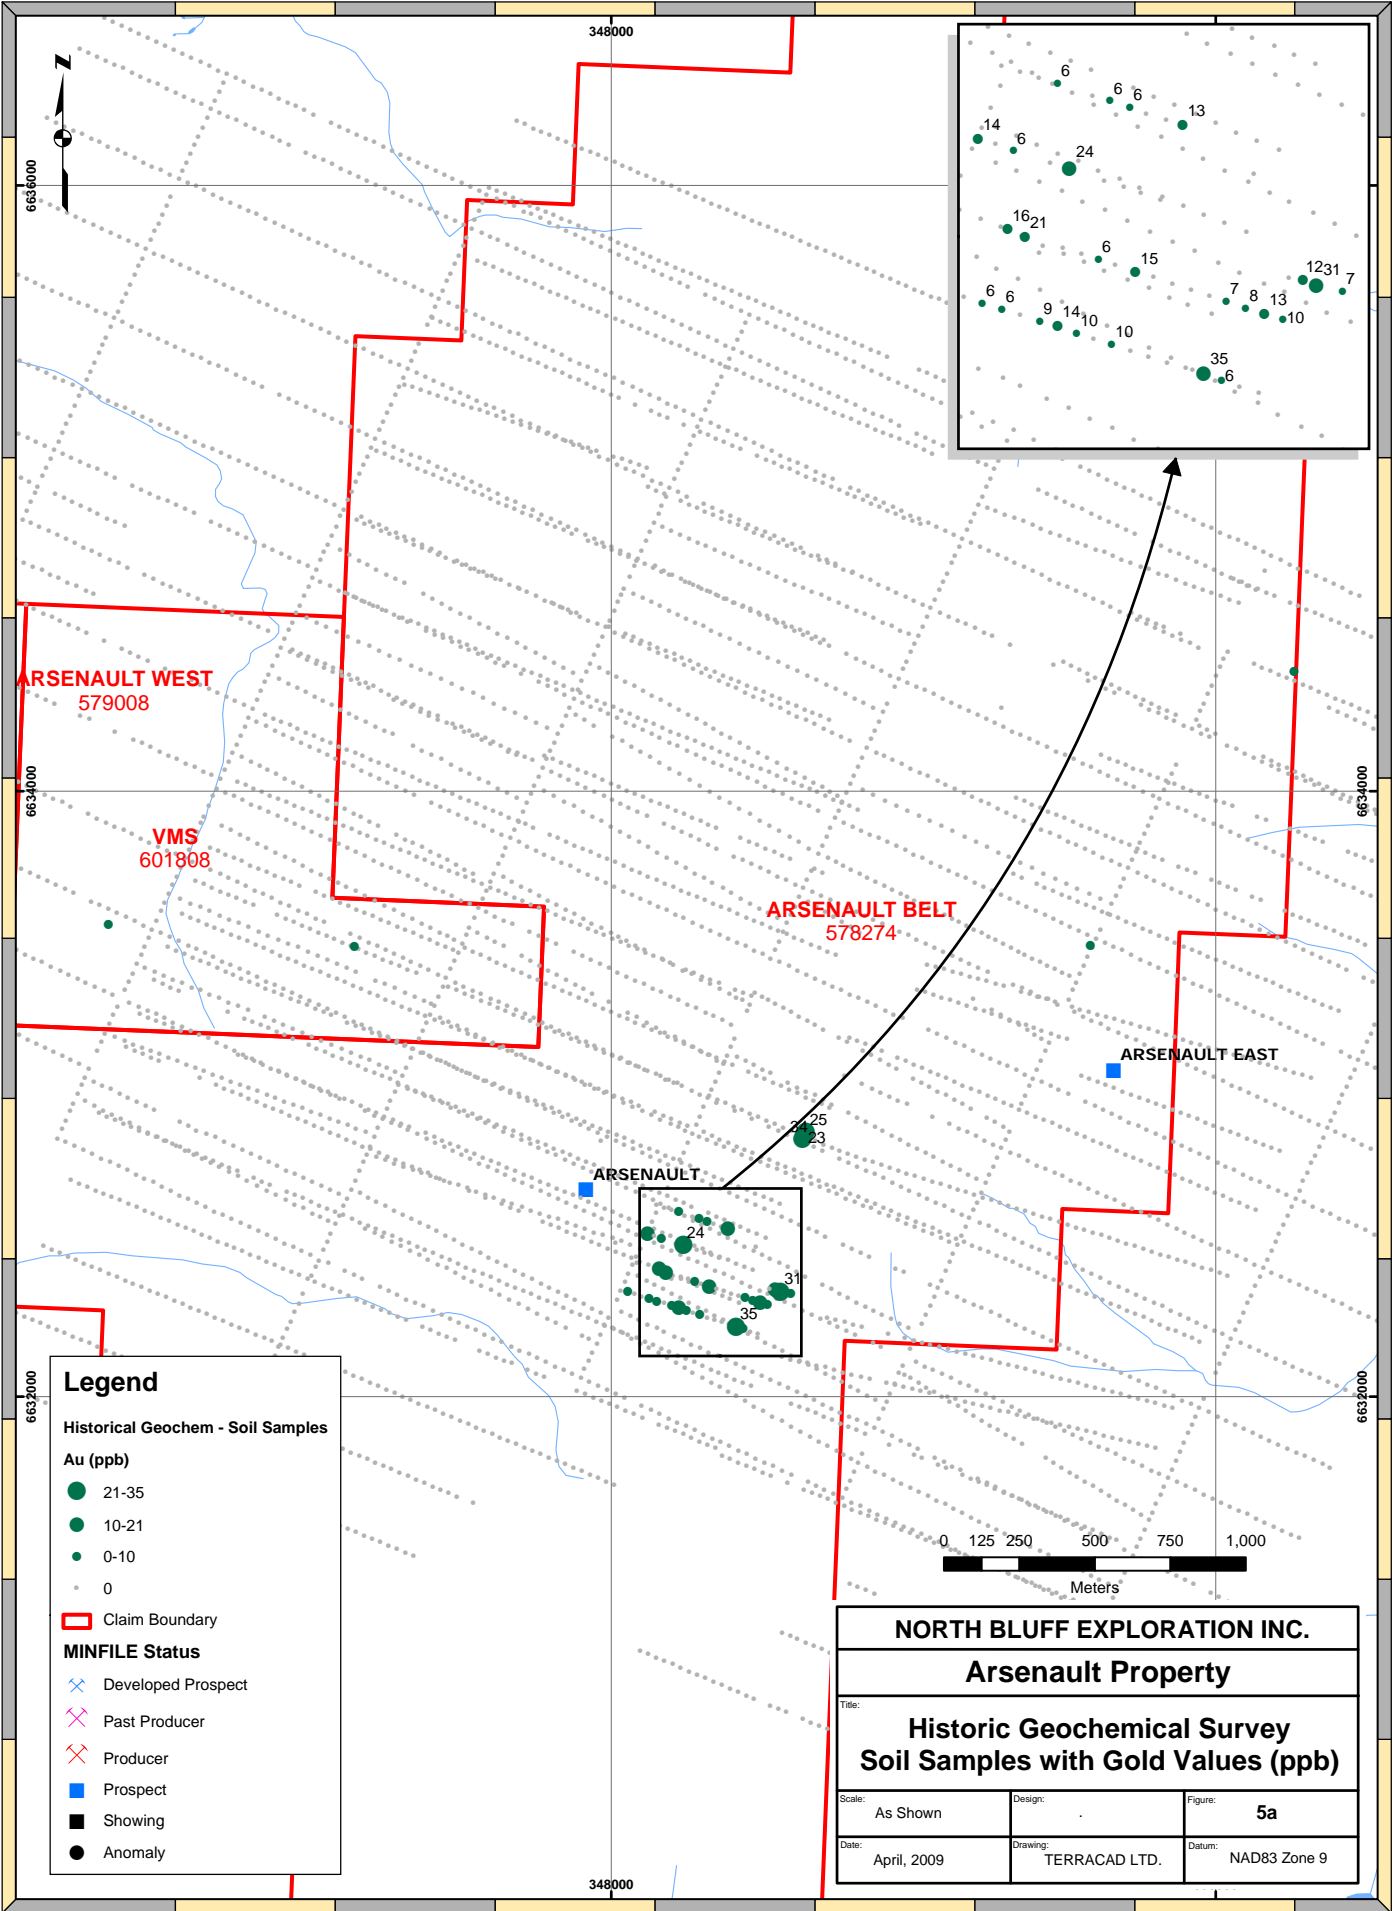 348000
N
6636000
6
6
6
13
14
6
24
16
21
6
15
12
31
7
7
8
13
10
6
6
9
14
10
10
35
6
ARSENAULT WEST
579008
6634000
6634000
VMS
601808
ARSENAULT BELT
578274
ARSENAULT EAST
25
34
23
ARSENAULT
24
31
35
6632000
6632000
Legend
Historical Geochem - Soil Samples
Au (ppb)
21-35
10-21
0-10
0
Claim Boundary
MINFILE Status
Developed Prospect
Past Producer
Producer
Prospect
Showing
Anomaly
0 125 250 500 750 1,000
Meters
NORTH BLUFF EXPLORATION INC.
Arsenault Property
Title:
Historic Geochemical Survey
Soil Samples with Gold Values (ppb)
Scale:
As Shown
Design:
.
Figure:
5a
Date:
April, 2009
Drawing:
TERRACAD LTD.
Datum:
NAD83 Zone 9
348000